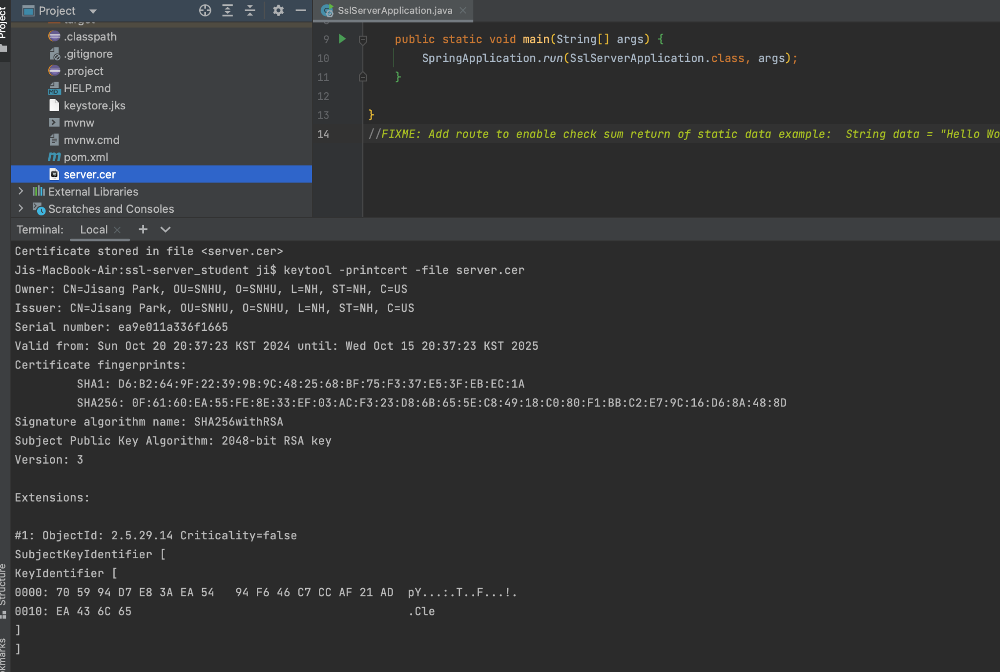 Project
Project
SslServerApplication.java
target
.classpath
.gitignore
.project
HELP.md
keystore.jks
mvnw
mvnw.cmd
pom.xml
server.cer
External Libraries
Scratches and Consoles
9 public static void main(String[] args) {
10 SpringApplication.run(SslServerApplication.class, args);
11 }
12
13 }
14 //FIXME: Add route to enable check sum return of static data example:  String data = "Hello Wo
Terminal: Local
Certificate stored in file <server.cer>
Jis-MacBook-Air:ssl-server_student ji$ keytool -printcert -file server.cer
Owner: CN=Jisang Park, OU=SNHU, O=SNHU, L=NH, ST=NH, C=US
Issuer: CN=Jisang Park, OU=SNHU, O=SNHU, L=NH, ST=NH, C=US
Serial number: ea9e011a336f1665
Valid from: Sun Oct 20 20:37:23 KST 2024 until: Wed Oct 15 20:37:23 KST 2025
Certificate fingerprints:
SHA1: D6:B2:64:9F:22:39:9B:9C:48:25:68:BF:75:F3:37:E5:3F:EB:EC:1A
SHA256: 0F:61:60:EA:55:FE:8E:33:EF:03:AC:F3:23:D8:6B:65:5E:C8:49:18:C0:80:F1:BB:C2:E7:9C:16:D6:8A:48:8D
Signature algorithm name: SHA256withRSA
Subject Public Key Algorithm: 2048-bit RSA key
Version: 3
Extensions:
#1: ObjectId: 2.5.29.14 Criticality=false
SubjectKeyIdentifier [
KeyIdentifier [
0000: 70 59 94 D7 E8 3A EA 54   94 F6 46 C7 CC AF 21 AD  pY...:.T..F...!.
0010: EA 43 6C 65                                        .Cle
]
]
Structure
kmarks